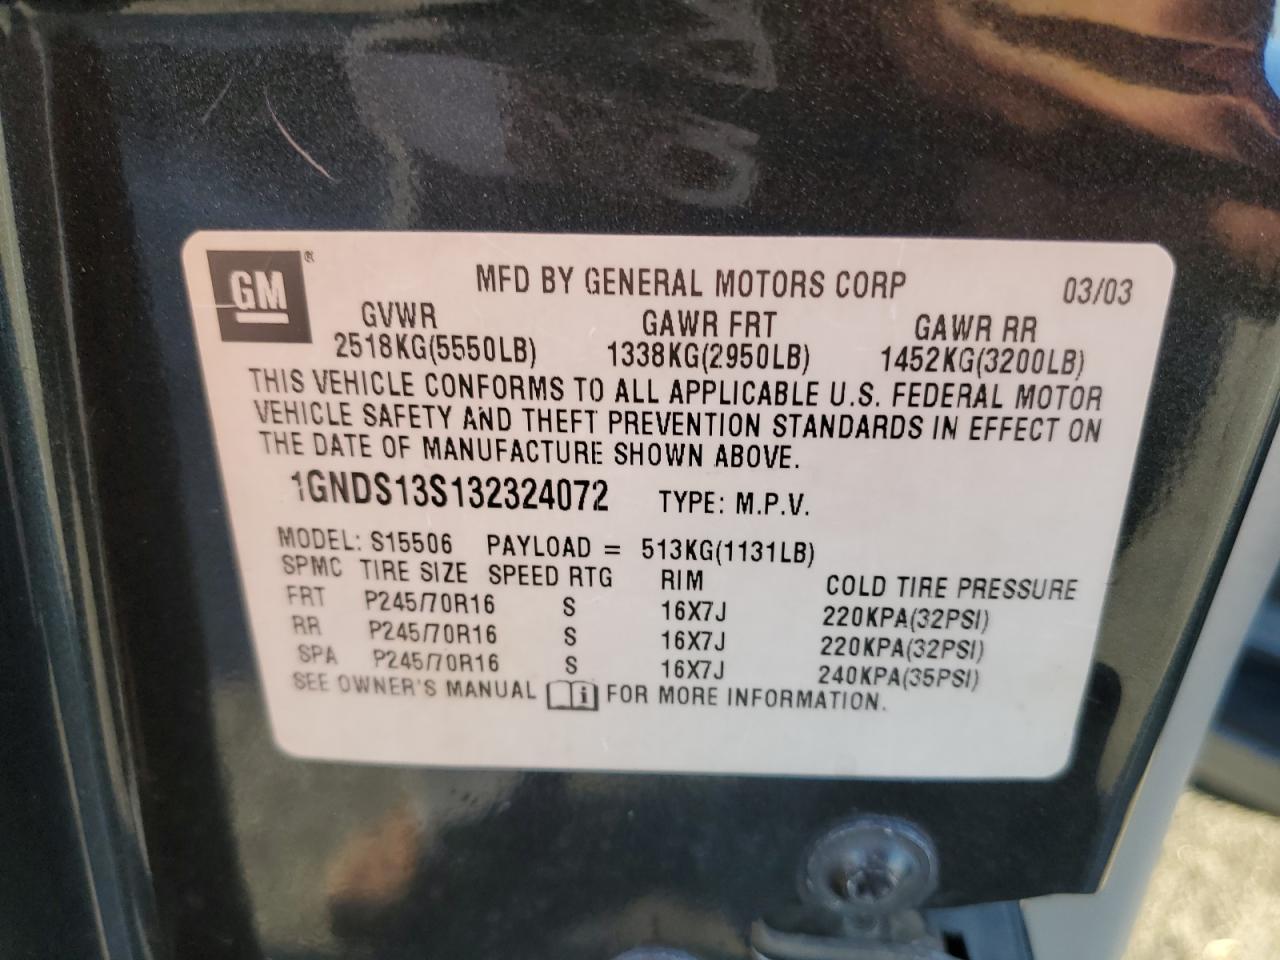 GM®
MFD BY GENERAL MOTORS CORP 03/03
GVWR GAWR FRT GAWR RR
2518KG(5550LB) 1338KG(2950LB) 1452KG(3200LB)
THIS VEHICLE CONFORMS TO ALL APPLICABLE U.S. FEDERAL MOTOR
VEHICLE SAFETY AND THEFT PREVENTION STANDARDS IN EFFECT ON
THE DATE OF MANUFACTURE SHOWN ABOVE.
1GNDS13S132324072 TYPE: M.P.V.
MODEL: S15506 PAYLOAD = 513KG(1131LB)
SPMC TIRE SIZE SPEED RTG RIM COLD TIRE PRESSURE
FRT P245/70R16 S 16X7J 220KPA(32PSI)
RR P245/70R16 S 16X7J 220KPA(32PSI)
SPA P245/70R16 S 16X7J 240KPA(35PSI)
SEE OWNER'S MANUAL i FOR MORE INFORMATION.